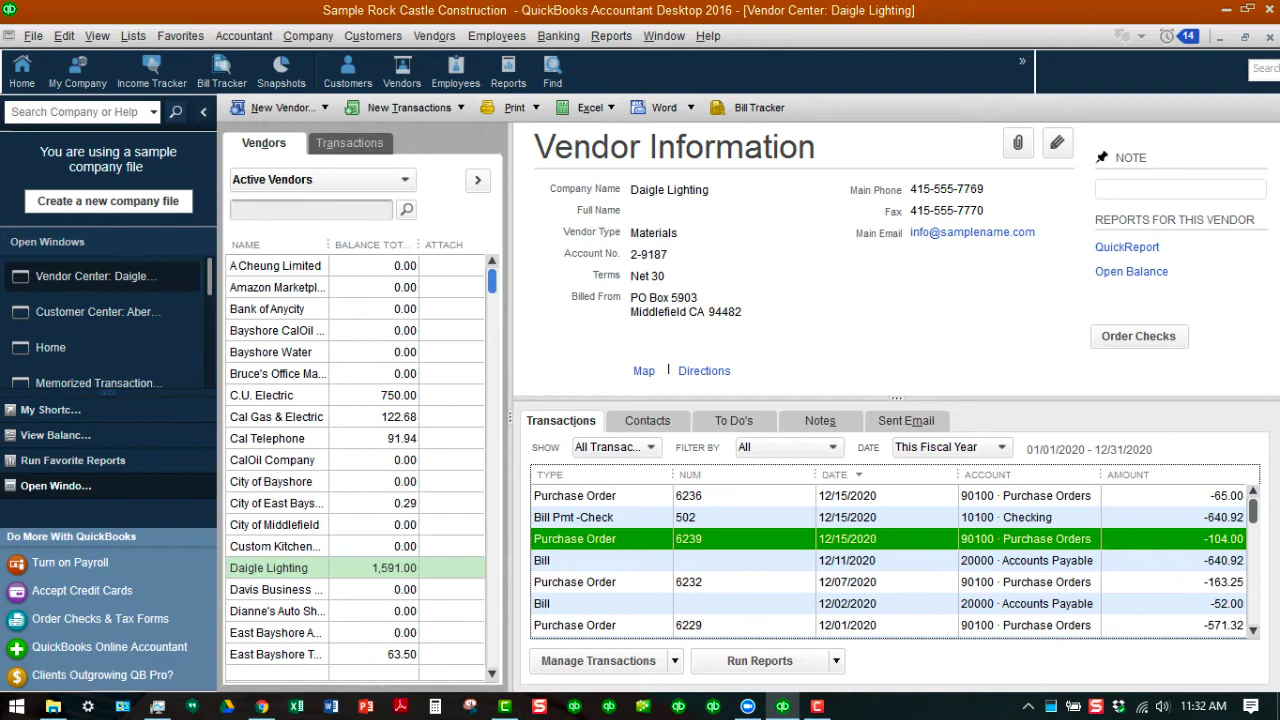 Sample Rock Castle Construction - QuickBooks Accountant Desktop 2016 - [Vendor Center: Daigle Lighting]
File Edit View Lists Favorites Accountant Company Customers Vendors Employees Banking Reports Window Help 14
Home My Company Income Tracker Bill Tracker Snapshots Customers Vendors Employees Reports Find
Searc
Search Company or Help
New Vendor... New Transactions Print Excel Word Bill Tracker
You are using a sample
company file
Create a new company file
Open Windows
Vendor Center: Daigle...
Customer Center: Aber...
Home
Memorized Transaction...
My Shortc...
View Balanc...
Run Favorite Reports
Open Windo...
Do More With QuickBooks
Turn on Payroll
Accept Credit Cards
Order Checks & Tax Forms
QuickBooks Online Accountant
Clients Outgrowing QB Pro?
Vendors Transactions
Active Vendors
NAME BALANCE TOT... ATTACH
A Cheung Limited 0.00
Amazon Marketpl... 0.00
Bank of Anycity 0.00
Bayshore CalOil ... 0.00
Bayshore Water 0.00
Bruce's Office Ma... 0.00
C.U. Electric 750.00
Cal Gas & Electric 122.68
Cal Telephone 91.94
CalOil Company 0.00
City of Bayshore 0.00
City of East Bays... 0.29
City of Middlefield 0.00
Custom Kitchen... 0.00
Daigle Lighting 1,591.00
Davis Business ... 0.00
Dianne's Auto Sh... 0.00
East Bayshore A... 0.00
East Bayshore T... 63.50
Vendor Information
Company Name Daigle Lighting
Full Name
Vendor Type Materials
Account No. 2-9187
Terms Net 30
Billed From PO Box 5903
Middlefield CA 94482
Main Phone 415-555-7769
Fax 415-555-7770
Main Email info@samplename.com
Map | Directions
NOTE
REPORTS FOR THIS VENDOR
QuickReport
Open Balance
Order Checks
Transactions Contacts To Do's Notes Sent Email
SHOW All Transac... FILTER BY All DATE This Fiscal Year 01/01/2020 - 12/31/2020
TYPE NUM DATE ACCOUNT AMOUNT
Purchase Order 6236 12/15/2020 90100 · Purchase Orders -65.00
Bill Pmt -Check 502 12/15/2020 10100 · Checking -640.92
Purchase Order 6239 12/15/2020 90100 · Purchase Orders -104.00
Bill 12/11/2020 20000 · Accounts Payable -640.92
Purchase Order 6232 12/07/2020 90100 · Purchase Orders -163.25
Bill 12/02/2020 20000 · Accounts Payable -52.00
Purchase Order 6229 12/01/2020 90100 · Purchase Orders -571.32
Manage Transactions Run Reports
11:32 AM